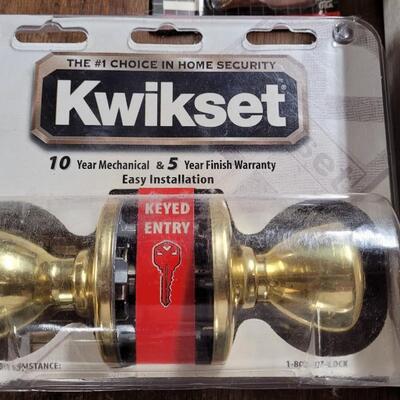 THE #1 CHOICE IN HOME SECURITY
Kwikset®
10 Year Mechanical & 5 Year Finish Warranty
Easy Installation
KEYED
ENTRY